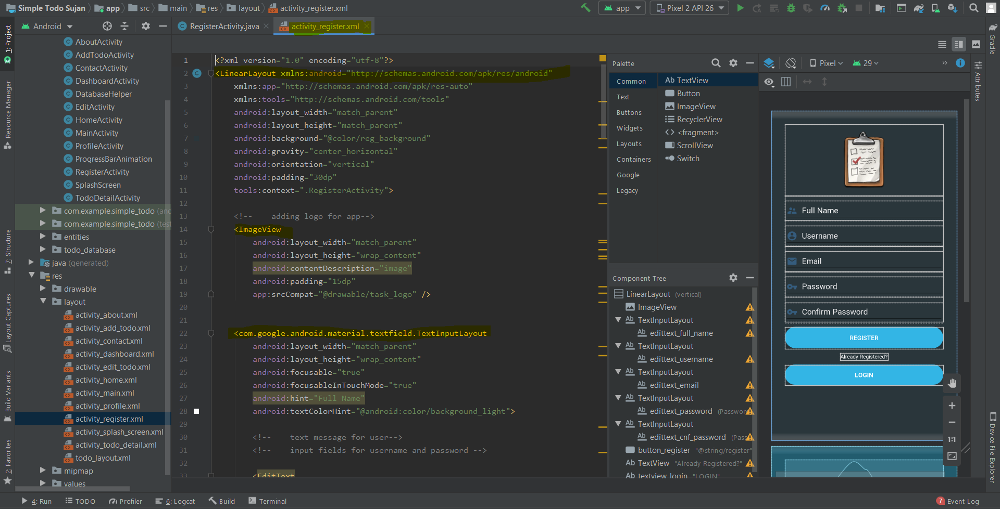 Simple Todo Sujan
app
src
main
res
layout
activity_register.xml
app
Pixel 2 API 26
Android
RegisterActivity.java
activity_register.xml
1: Project
Resource Manager
7: Structure
Layout Captures
Build Variants
2: Favorites
AboutActivity
AddTodoActivity
ContactActivity
DashboardActivity
DatabaseHelper
EditActivity
HomeActivity
MainActivity
ProfileActivity
ProgressBarAnimation
RegisterActivity
SplashScreen
TodoDetailActivity
com.example.simple_todo (and
com.example.simple_todo (test
entities
todo_database
java (generated)
res
drawable
layout
activity_about.xml
activity_add_todo.xml
activity_contact.xml
activity_dashboard.xml
activity_edit_todo.xml
activity_home.xml
activity_main.xml
activity_profile.xml
activity_register.xml
activity_splash_screen.xml
activity_todo_detail.xml
todo_layout.xml
mipmap
values
1 <?xml version="1.0" encoding="utf-8"?>
2 <LinearLayout xmlns:android="http://schemas.android.com/apk/res/android"
3 xmlns:app="http://schemas.android.com/apk/res-auto"
4 xmlns:tools="http://schemas.android.com/tools"
5 android:layout_width="match_parent"
6 android:layout_height="match_parent"
7 android:background="@color/reg_background"
8 android:gravity="center_horizontal"
9 android:orientation="vertical"
10 android:padding="30dp"
11 tools:context=".RegisterActivity">
12
13 <!-- adding logo for app-->
14 <ImageView
15 android:layout_width="match_parent"
16 android:layout_height="wrap_content"
17 android:contentDescription="image"
18 android:padding="15dp"
19 app:srcCompat="@drawable/task_logo" />
20
21
22 <com.google.android.material.textfield.TextInputLayout
23 android:layout_width="match_parent"
24 android:layout_height="wrap_content"
25 android:focusable="true"
26 android:focusableInTouchMode="true"
27 android:hint="Full Name"
28 android:textColorHint="@android:color/background_light">
29
30 <!-- text message for user-->
31 <!-- input fields for username and password -->
32
33 <EditText
Palette
Common
Text
Buttons
Widgets
Layouts
Containers
Google
Legacy
Ab TextView
Button
ImageView
RecyclerView
<> <fragment>
ScrollView
Switch
Component Tree
LinearLayout (vertical)
ImageView
Ab TextInputLayout
Ab edittext_full_name
Ab TextInputLayout
Ab edittext_username
Ab TextInputLayout
Ab edittext_email
Ab TextInputLayout
Ab edittext_password (Passwor
Ab TextInputLayout
Ab edittext_cnf_password (Pass
button_register "@string/register"
Ab TextView "Already Registered?"
Ab textview_login "LOGIN"
Pixel
29
Full Name
Username
Email
Password
Confirm Password
REGISTER
Already Registered?
LOGIN
1:1
Gradle
Attributes
Device File Explorer
4: Run
TODO
Profiler
6: Logcat
Build
Terminal
7 Event Log